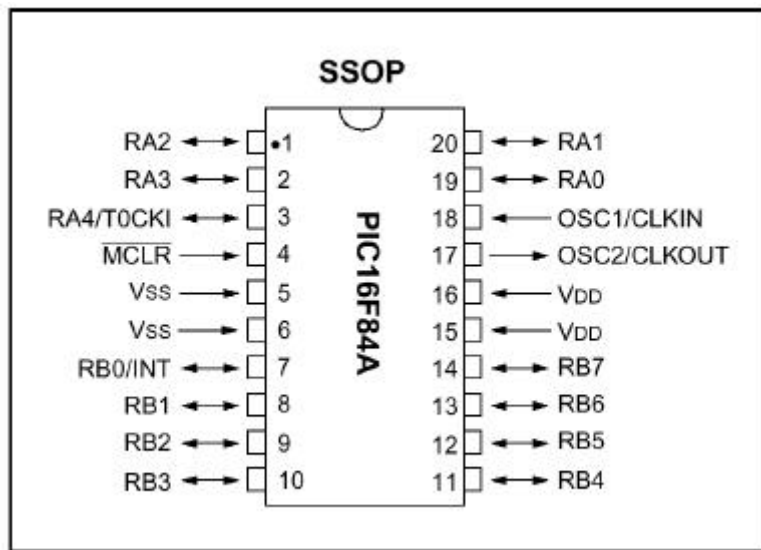 SSOP
RA2 1 20 RA1
RA3 2 19 RA0
RA4/T0CKI 3 18 OSC1/CLKIN
MCLR 4 17 OSC2/CLKOUT
VSS 5 16 VDD
VSS 6 15 VDD
RB0/INT 7 14 RB7
RB1 8 13 RB6
RB2 9 12 RB5
RB3 10 11 RB4
PIC16F84A